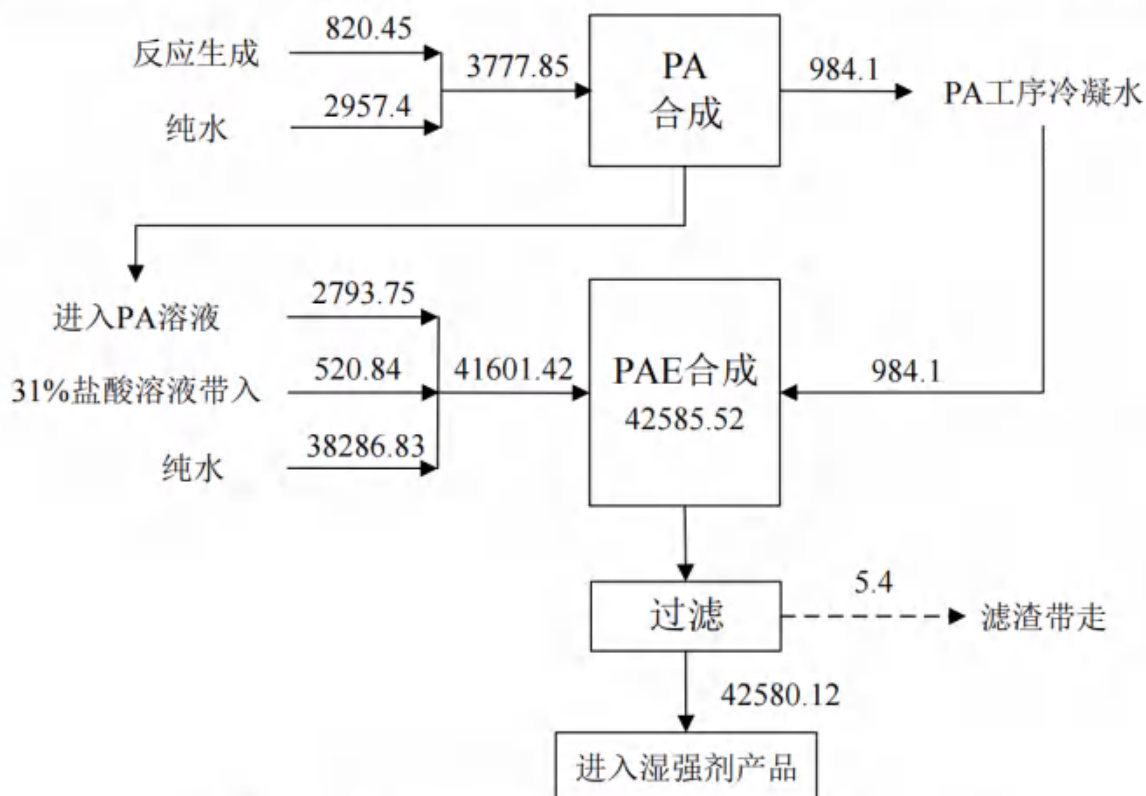 820.45
反应生成
3777.85
PA
合成
984.1
PA工序冷凝水
2957.4
纯水
2793.75
进入PA溶液
520.84
31%盐酸溶液带入
41601.42
PAE合成
42585.52
984.1
38286.83
纯水
过滤
5.4
滤渣带走
42580.12
进入湿强剂产品